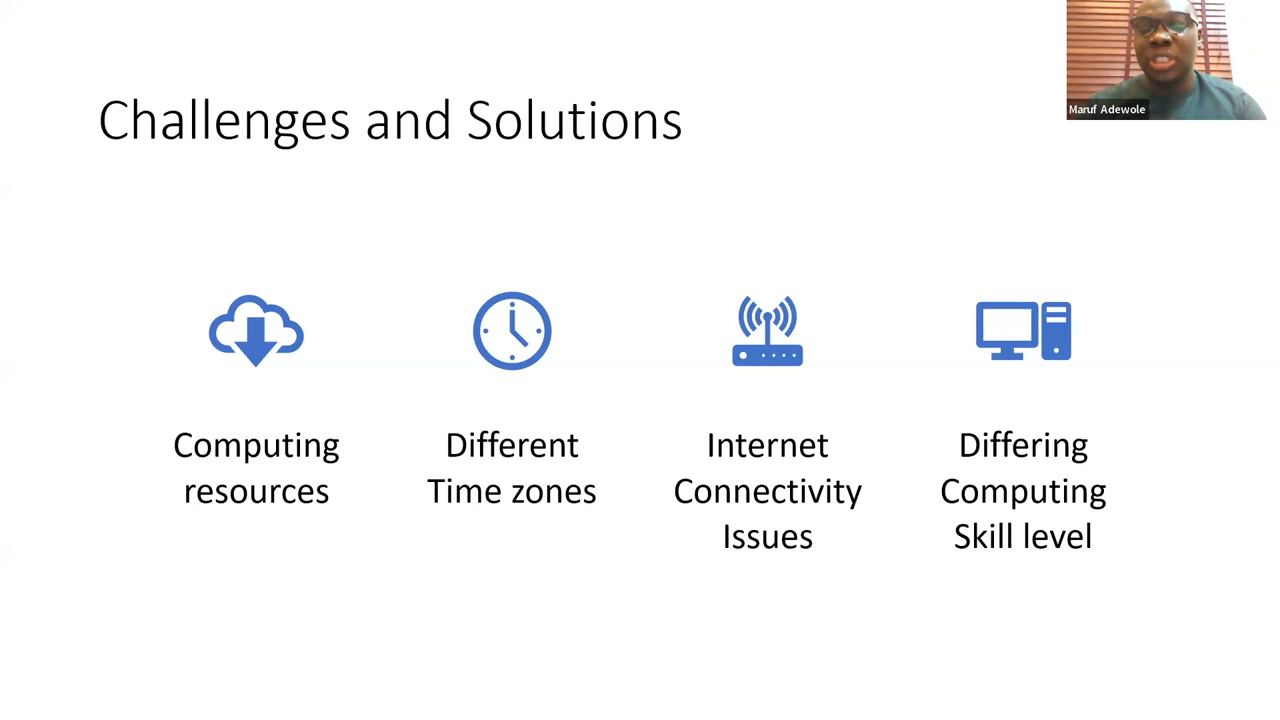 Maruf Adewole
Challenges and Solutions
Computing
resources
Different
Time zones
Internet
Connectivity
Issues
Differing
Computing
Skill level